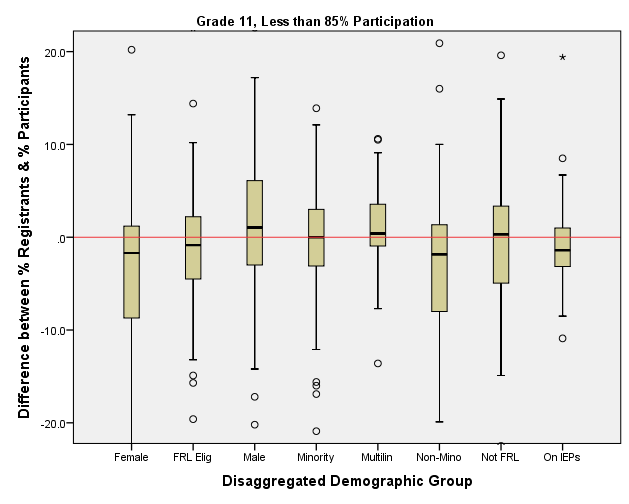 Grade 11, Less than 85% Participation
Difference between % Registrants & % Participants
20.0
10.0
.0
-10.0
-20.0
Female FRL Elig Male Minority Multilin Non-Mino Not FRL On IEPs
Disaggregated Demographic Group